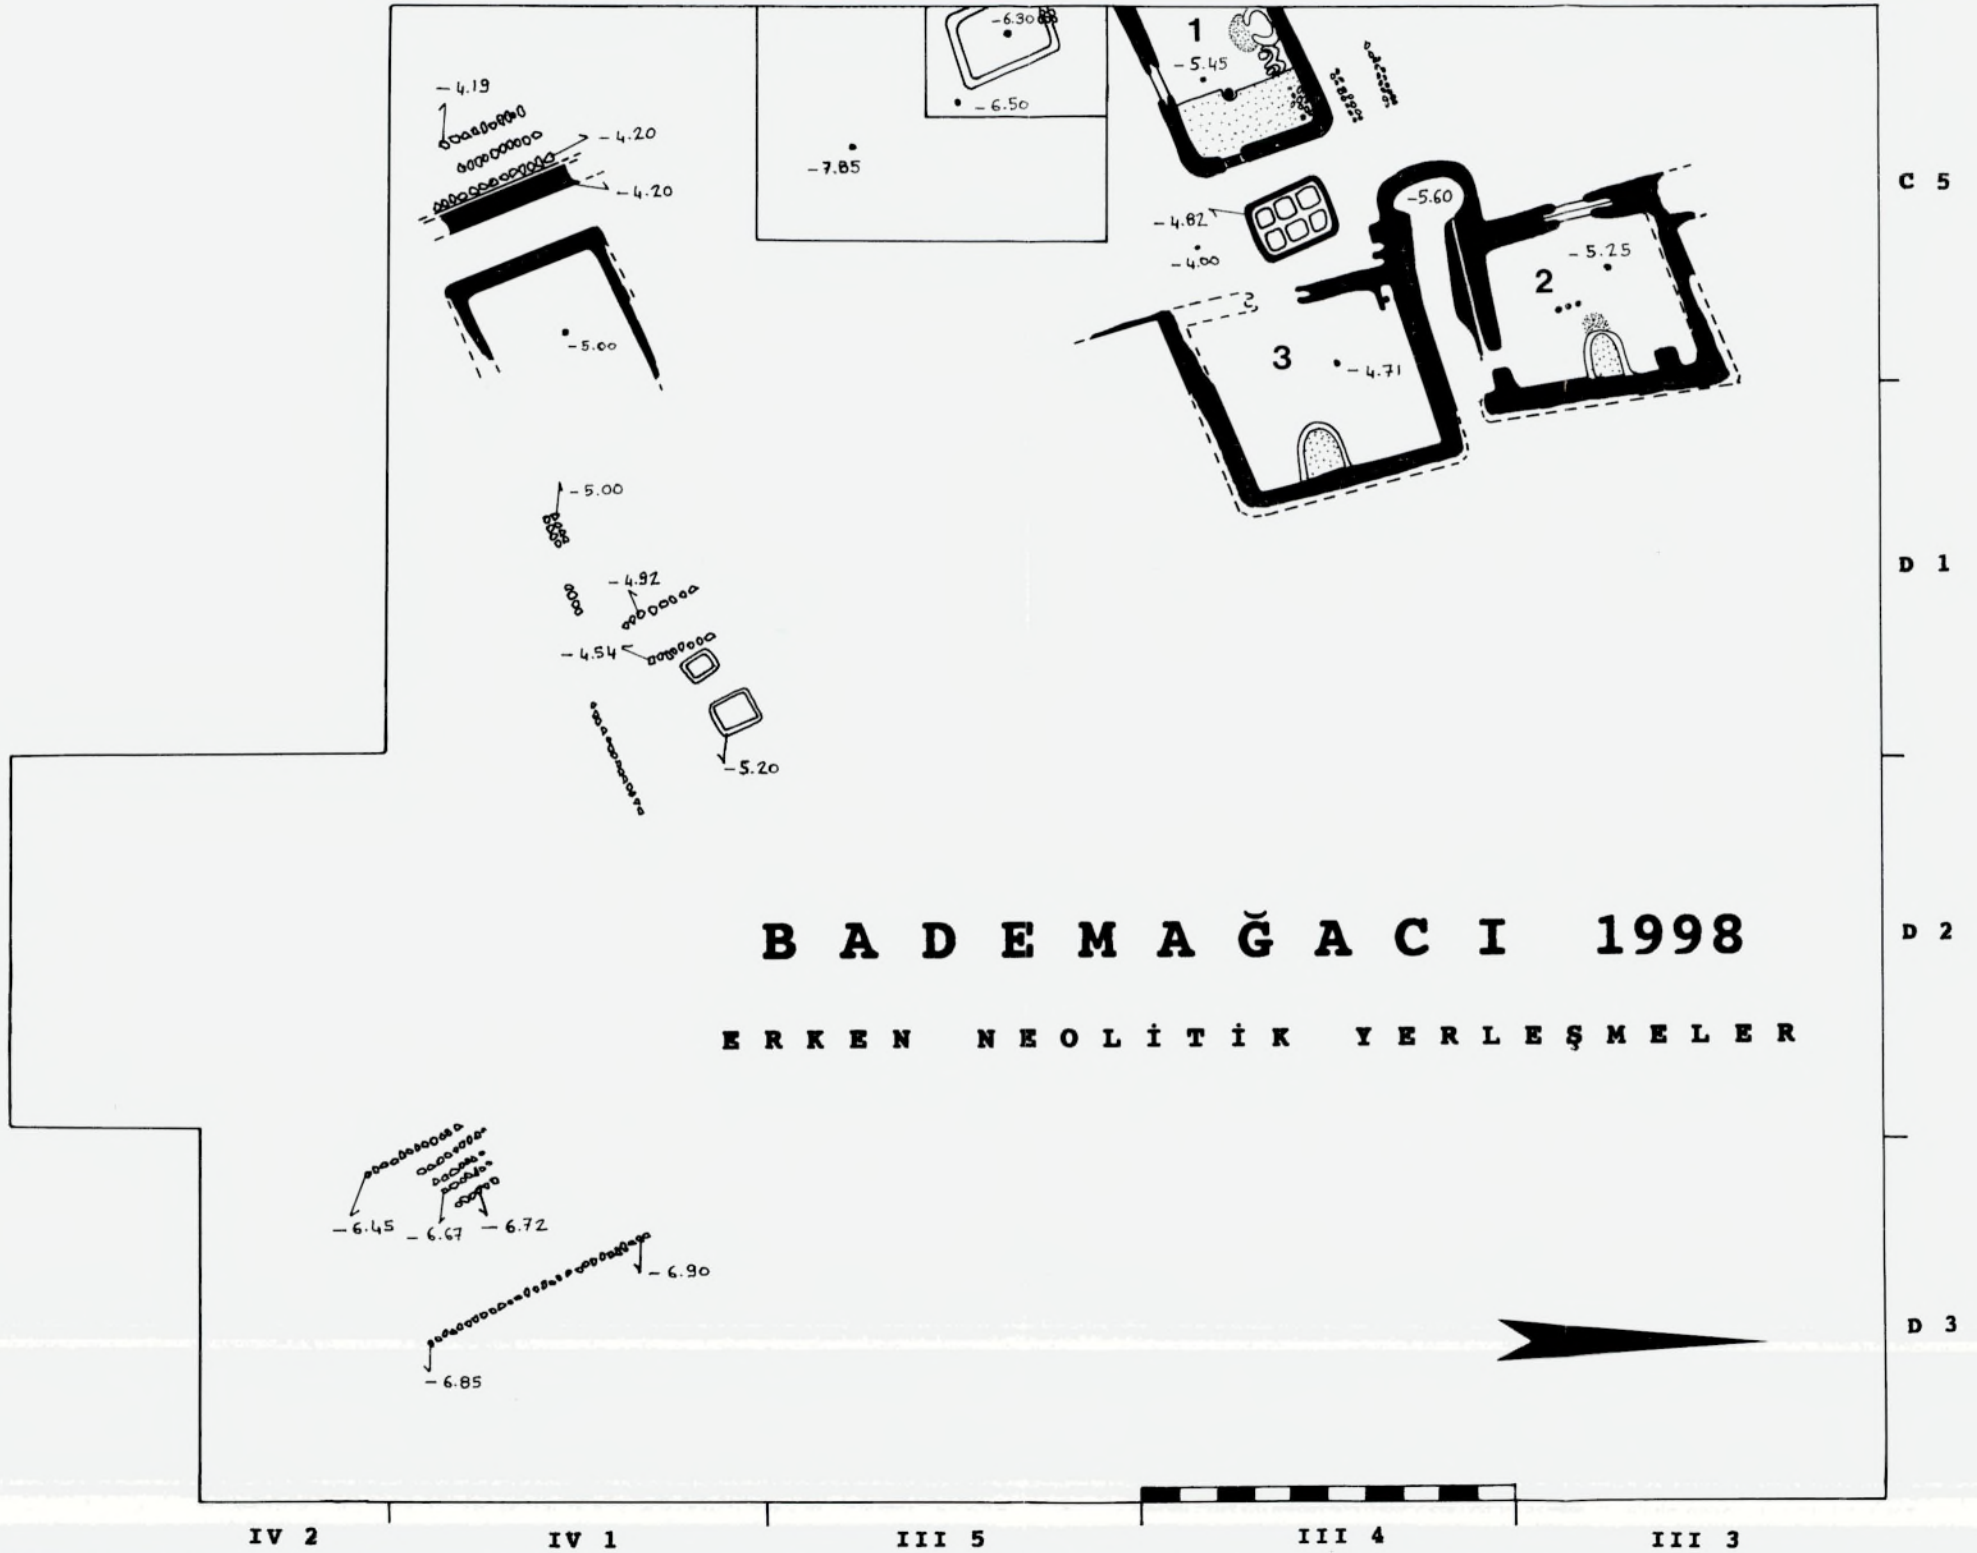 -6.30
1
-5.45
-4.19
-6.50
-4.20
-7.85
-4.20
C 5
-5.60
-4.82
-4.00
-5.25
2
-5.00
3
-4.71
-5.00
D 1
-4.92
-4.54
-5.20
BADEMAĞACI 1998
D 2
ERKEN NEOLİTİK YERLEŞMELER
-6.45
-6.67
-6.72
-6.90
D 3
-6.85
IV 2
IV 1
III 5
III 4
III 3